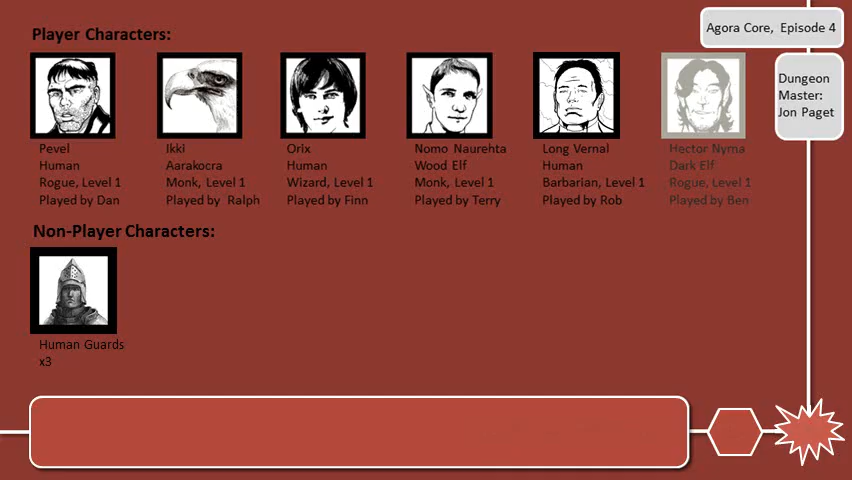 Player Characters:
Agora Core, Episode 4
Dungeon
Master:
Jon Paget
Pevel
Human
Rogue, Level 1
Played by Dan
Ikki
Aarakocra
Monk, Level 1
Played by Ralph
Orix
Human
Wizard, Level 1
Played by Finn
Nomo Naurehta
Wood Elf
Monk, Level 1
Played by Terry
Long Vernal
Human
Barbarian, Level 1
Played by Rob
Hector Nyma
Dark Elf
Rogue, Level 1
Played by Ben
Non-Player Characters:
Human Guards
x3